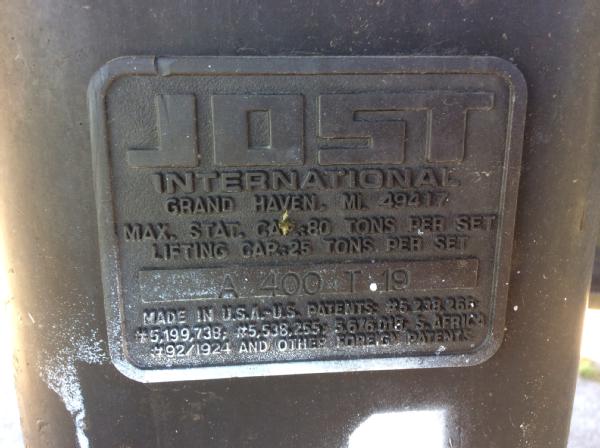 JOST
INTERNATIONAL
GRAND HAVEN, MI. 49417
MAX. STAT. CAP.:80 TONS PER SET
LIFTING CAP.:25 TONS PER SET
A 400 T 19
MADE IN U.S.A.-U.S. PATENTS: #5,238,266;
#5,199,738; #5,538,255; 5,676,018; S. AFRICA
#92/1924 AND OTHER FOREIGN PATENTS.